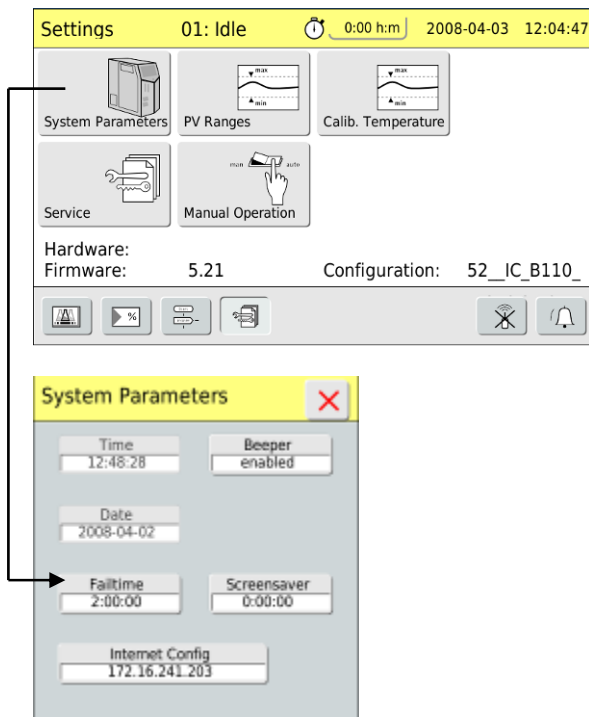 Settings 01: Idle 0:00 h:m 2008-04-03 12:04:47
max
min
System Parameters
max
min
PV Ranges
max
min
Calib. Temperature
Service
man auto
Manual Operation
Hardware:
Firmware: 5.21 Configuration: 52__IC_B110_
%
System Parameters
Time
12:48:28
Beeper
enabled
Date
2008-04-02
Failtime
2:00:00
Screensaver
0:00:00
Internet Config
172.16.241.203